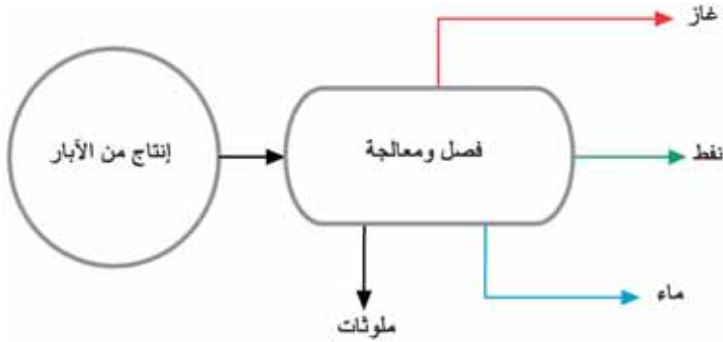 غاز
إنتاج من الآبار
فصل ومعالجة
نفط
ماء
ملوثات